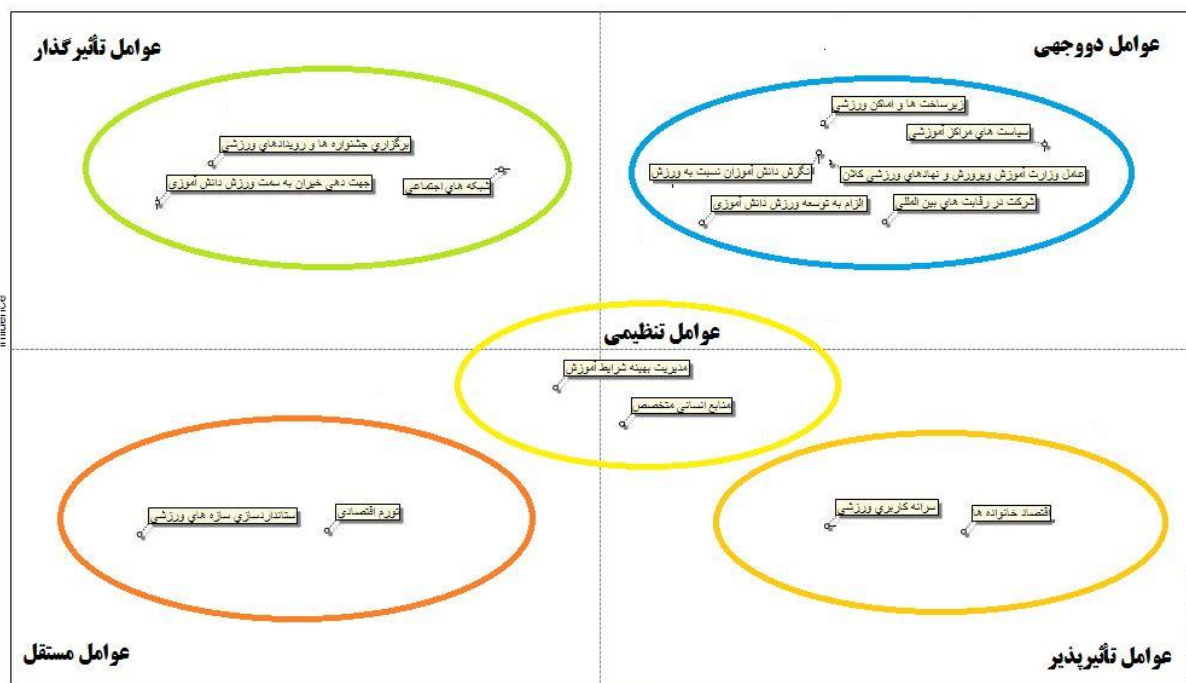 عوامل تأثیرگذار
عوامل دووجهی
زیرساخت ها و اماکن ورزشی
سیاست های مراکز آموزشی
برگزاری جشنواره ها و رویدادهای ورزشی
شبکه های اجتماعی
جهت دهی خیران به سمت ورزش دانش آموزی
نگرش دانش آموزان نسبت به ورزش
عامل وزارت آموزش وپرورش و نهادهای ورزشی کلان
الزام به توسعه ورزش دانش آموزی
شرکت در رقابت های بین المللی
عوامل تنظیمی
مدیریت بهینه شرایط آموزش
منابع انسانی متخصص
ستانداردسازی سازه های ورزشی
تورم اقتصادی
سرانه کاربری ورزشی
اقتصاد خانواده ها
عوامل مستقل
عوامل تأثیرپذیر